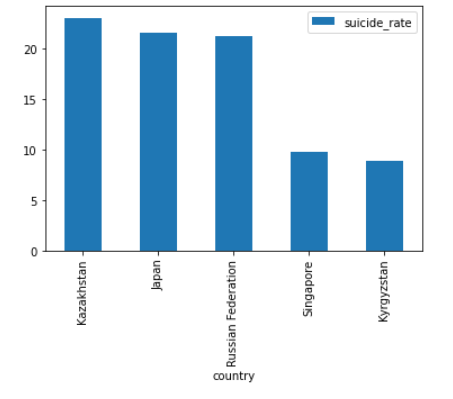 suicide_rate
20
15
10
5
0
Kazakhstan
Japan
Russian Federation
Singapore
Kyrgyzstan
country